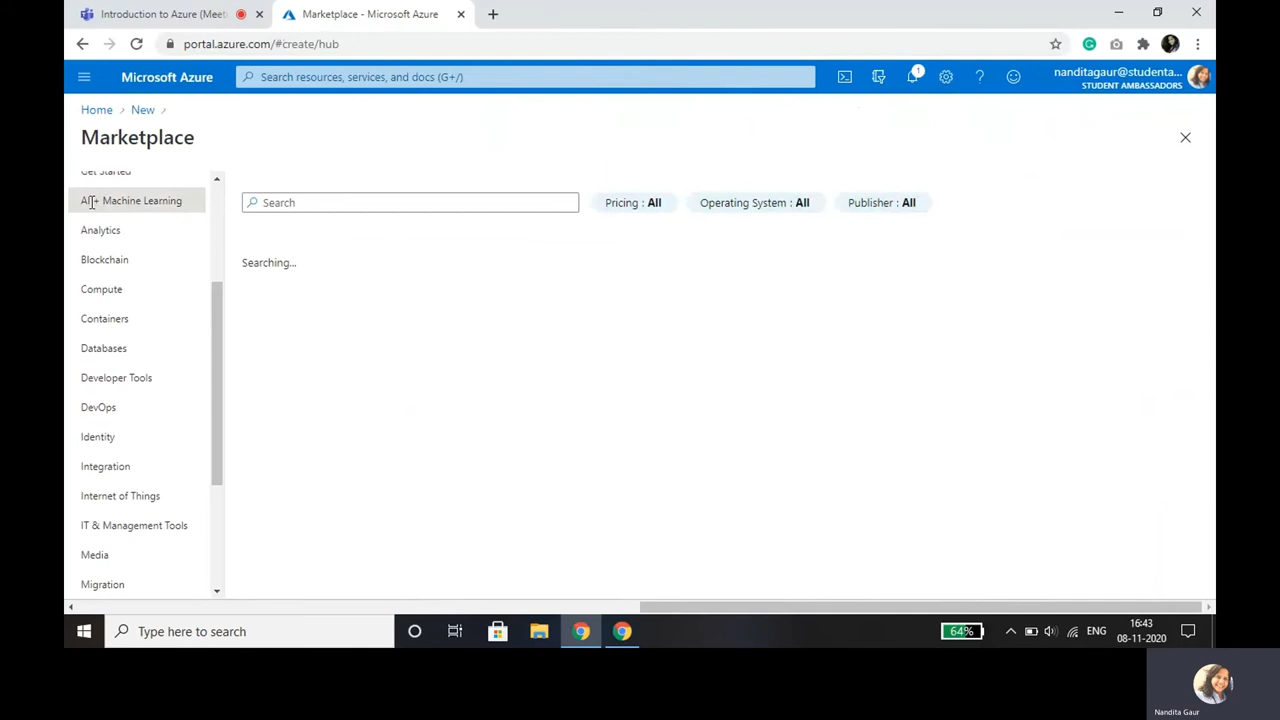 Introduction to Azure (Meet
Marketplace - Microsoft Azure
portal.azure.com/#create/hub
Microsoft Azure
Search resources, services, and docs (G+/)
1
nanditagaur@studenta...
STUDENT AMBASSADORS
Home > New >
Marketplace
Get Started
AI + Machine Learning
Analytics
Blockchain
Compute
Containers
Databases
Developer Tools
DevOps
Identity
Integration
Internet of Things
IT & Management Tools
Media
Migration
Search
Pricing : All
Operating System : All
Publisher : All
Searching...
Type here to search
64%
ENG
16:43
08-11-2020
Nandita Gaur